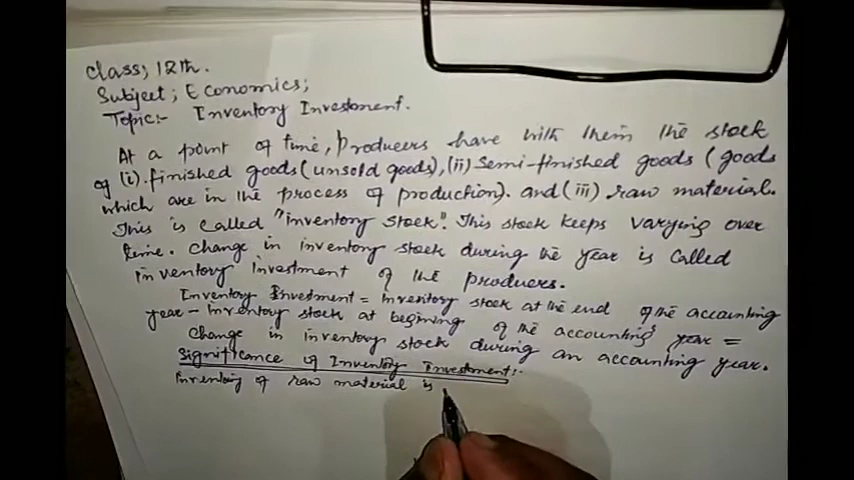 Class; 12th.
Subject; Economics;
Topic:- Inventory Investment.
At a point of time, Producers have with them the stock
of (i). finished goods (unsold goods), (ii) Semi-finished goods (goods
which are in the process of production). and (iii) raw material.
This is called "inventory stock". This stock keeps varying over
time. Change in inventory stock during the year is called
inventory investment of the producers.
Inventory Investment = inventory stock at the end of the accounting
year - inventory stock at begining of the accounting year =
Change in inventory stock during an accounting year.
Significance of Inventory Investment:-
of raw material is